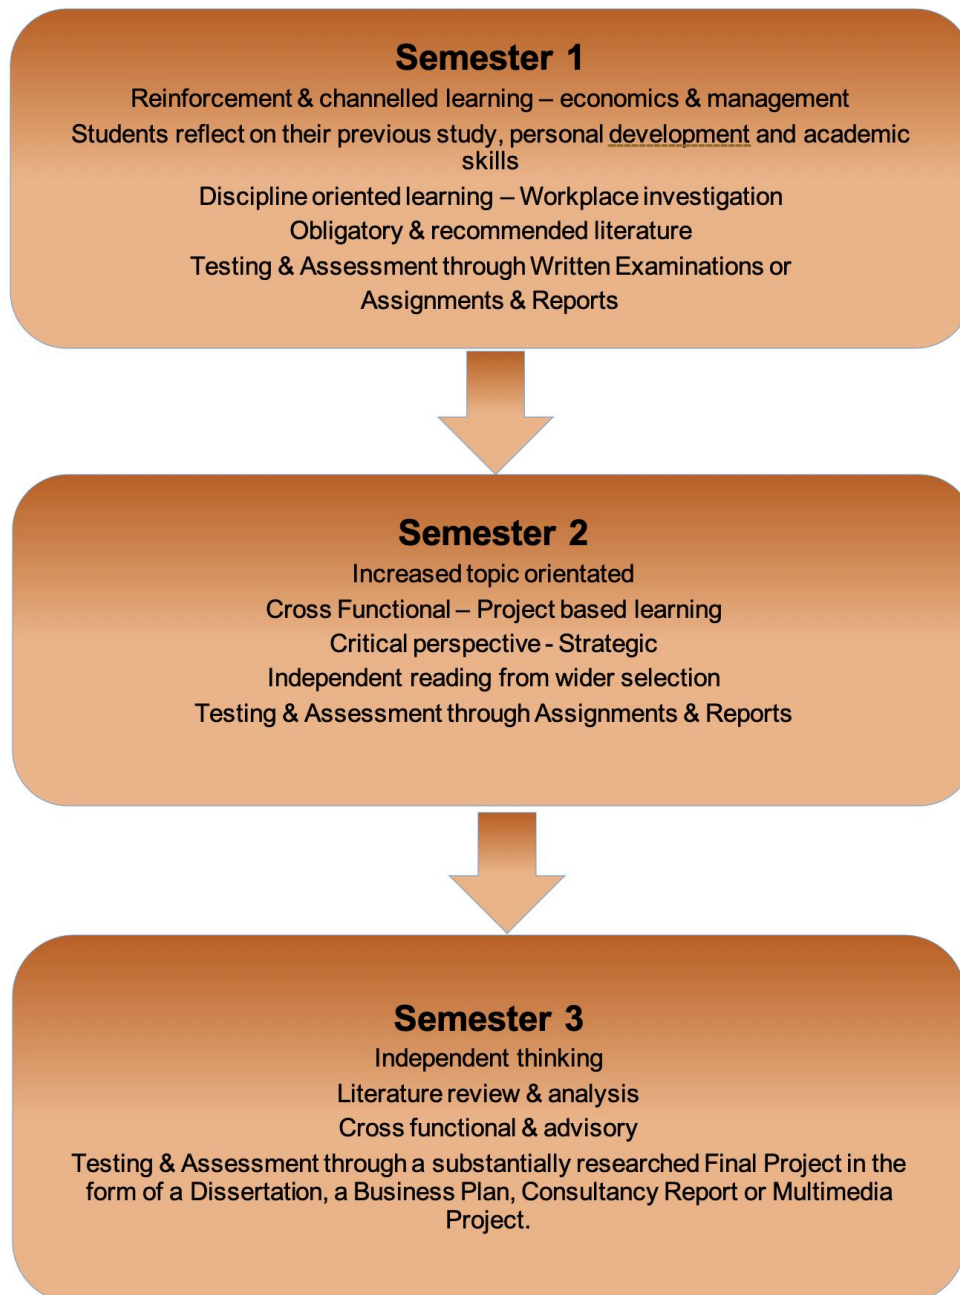 Semester 1
Reinforcement & channelled learning – economics & management
Students reflect on their previous study, personal development and academic
skills
Discipline oriented learning – Workplace investigation
Obligatory & recommended literature
Testing & Assessment through Written Examinations or
Assignments & Reports
Semester 2
Increased topic orientated
Cross Functional – Project based learning
Critical perspective - Strategic
Independent reading from wider selection
Testing & Assessment through Assignments & Reports
Semester 3
Independent thinking
Literature review & analysis
Cross functional & advisory
Testing & Assessment through a substantially researched Final Project in the
form of a Dissertation, a Business Plan, Consultancy Report or Multimedia
Project.